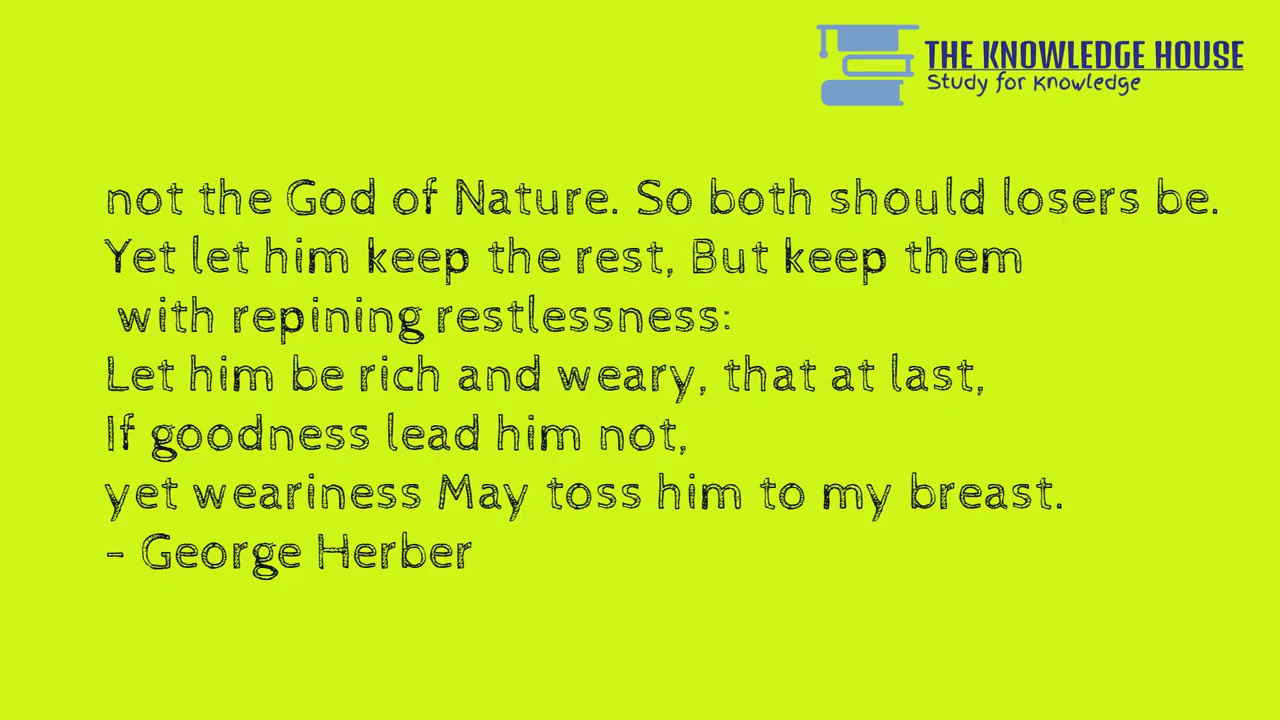 THE KNOWLEDGE HOUSE
Study for Knowledge
not the God of Nature. So both should losers be.
Yet let him keep the rest, But keep them
with repining restlessness:
Let him be rich and weary, that at last,
If goodness lead him not,
yet weariness May toss him to my breast.
- George Herber